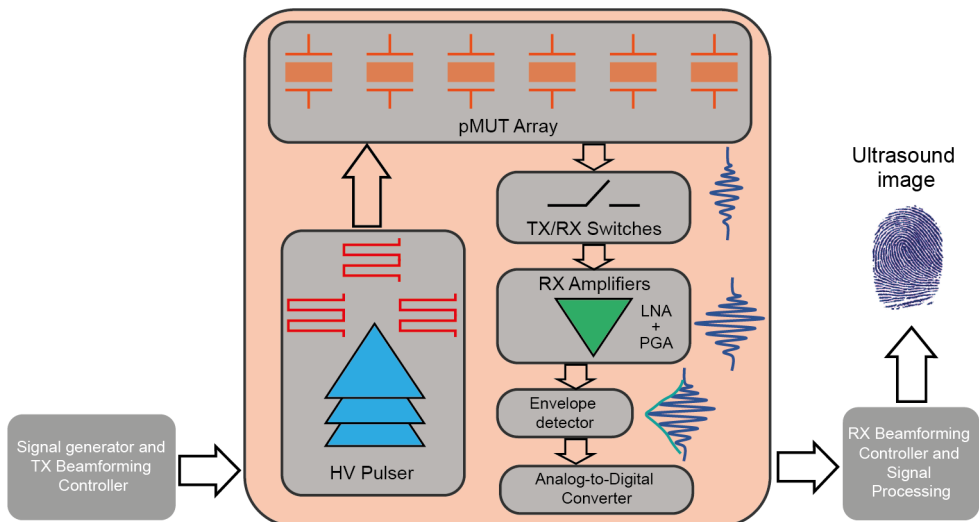 pMUT Array
TX/RX Switches
RX Amplifiers
LNA
+
PGA
Envelope
detector
Analog-to-Digital
Converter
HV Pulser
Signal generator and
TX Beamforming
Controller
RX Beamforming
Controller and
Signal
Processing
Ultrasound
image